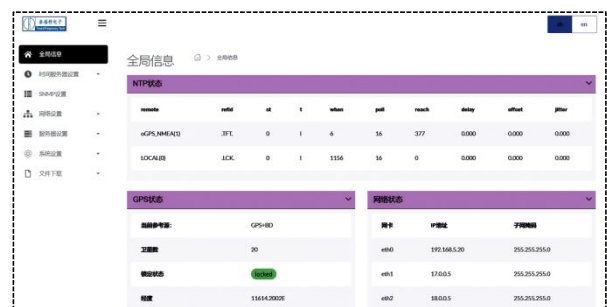 泰福特电子
en
全局信息
时间服务器设置
SNMP设置
网络设置
服务器设置
系统设置
文件下载
全局信息
> 全局信息
NTP状态
remote refid st t when poll reach delay offset jitter
oGPS_NMEA(1) .TFT. 0 l 6 16 377 0.000 0.000 0.000
LOCAL(0) .LCK. 0 l 1156 16 0 0.000 0.000 0.000
GPS状态
当前参考源: GPS+BD
卫星数 20
锁定状态 locked
经度 11614.2002E
网络状态
网卡 IP地址 子网掩码
eth0 192.168.5.20 255.255.255.0
eth1 17.0.0.5 255.255.255.0
eth2 18.0.0.5 255.255.255.0